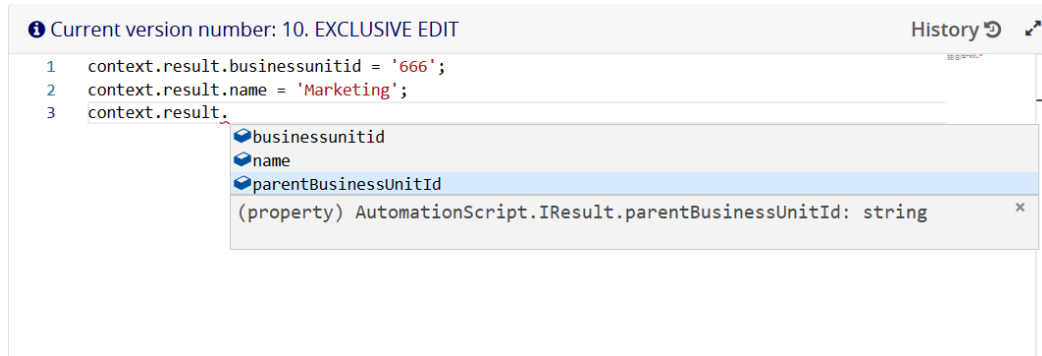 Current version number: 10. EXCLUSIVE EDIT History
1 context.result.businessunitid = '666';
2 context.result.name = 'Marketing';
3 context.result.
businessunitid
name
parentBusinessUnitId
(property) AutomationScript.IResult.parentBusinessUnitId: string ×